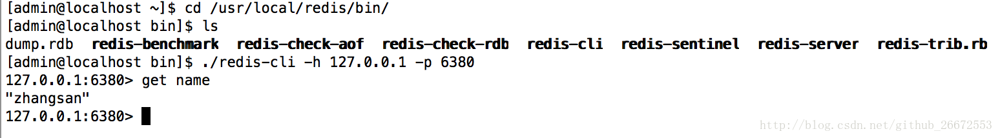 [admin@localhost ~]$ cd /usr/local/redis/bin/
[admin@localhost bin]$ ls
dump.rdb redis-benchmark redis-check-aof redis-check-rdb redis-cli redis-sentinel redis-server redis-trib.rb
[admin@localhost bin]$ ./redis-cli -h 127.0.0.1 -p 6380
127.0.0.1:6380> get name
"zhangsan"
127.0.0.1:6380>
http://blog.csdn.net/github_26672553